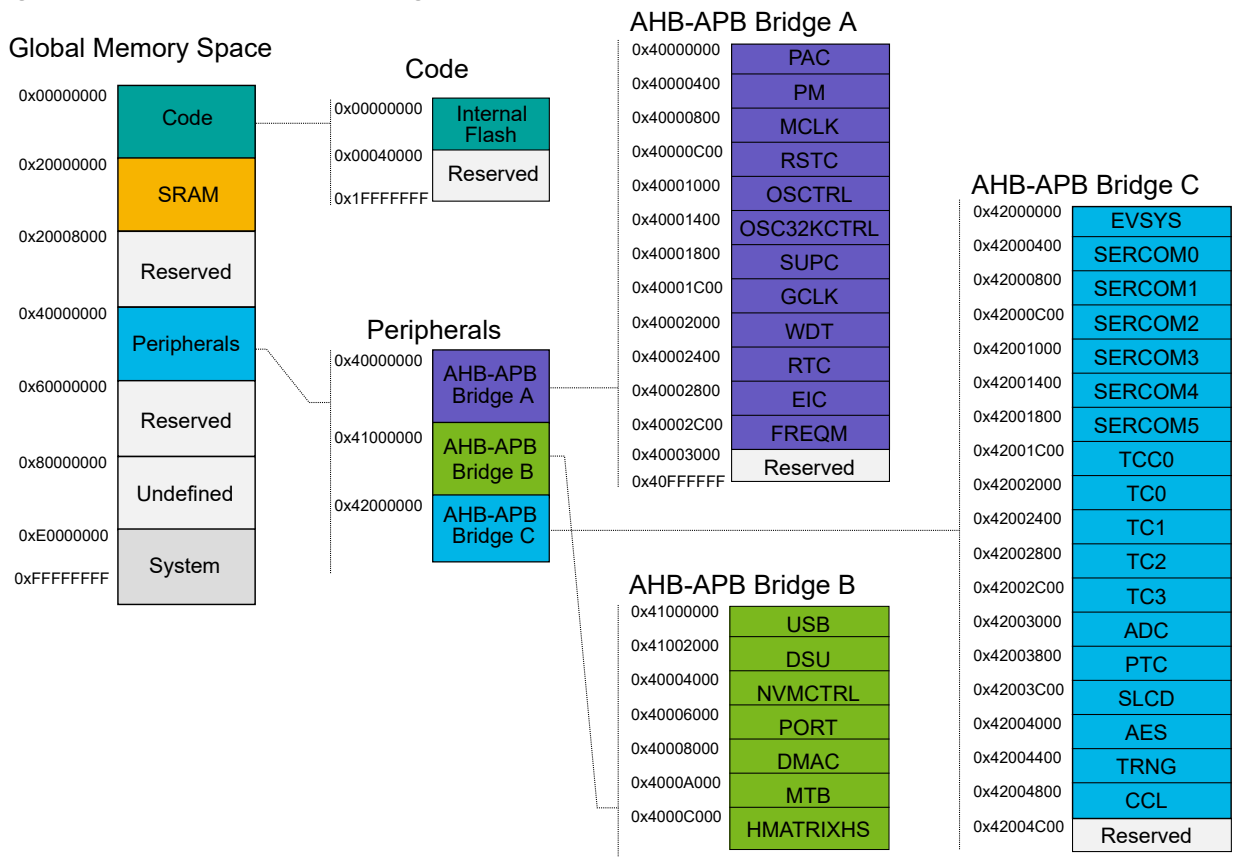 Global Memory Space
0x00000000
Code
0x20000000
SRAM
0x20008000
Reserved
0x40000000
Peripherals
0x60000000
Reserved
0x80000000
Undefined
0xE0000000
System
0xFFFFFFFF
Code
0x00000000
Internal
Flash
0x00040000
Reserved
0x1FFFFFFF
Peripherals
0x40000000
AHB-APB
Bridge A
0x41000000
AHB-APB
Bridge B
0x42000000
AHB-APB
Bridge C
AHB-APB Bridge A
0x40000000
PAC
0x40000400
PM
0x40000800
MCLK
0x40000C00
RSTC
0x40001000
OSCTRL
0x40001400
OSC32KCTRL
0x40001800
SUPC
0x40001C00
GCLK
0x40002000
WDT
0x40002400
RTC
0x40002800
EIC
0x40002C00
FREQM
0x40003000
Reserved
0x40FFFFFF
AHB-APB Bridge B
0x41000000
USB
0x41002000
DSU
0x40004000
NVMCTRL
0x40006000
PORT
0x40008000
DMAC
0x4000A000
MTB
0x4000C000
HMATRIXHS
AHB-APB Bridge C
0x42000000
EVSYS
0x42000400
SERCOM0
0x42000800
SERCOM1
0x42000C00
SERCOM2
0x42001000
SERCOM3
0x42001400
SERCOM4
0x42001800
SERCOM5
0x42001C00
TCC0
0x42002000
TC0
0x42002400
TC1
0x42002800
TC2
0x42002C00
TC3
0x42003000
ADC
0x42003800
PTC
0x42003C00
SLCD
0x42004000
AES
0x42004400
TRNG
0x42004800
CCL
0x42004C00
Reserved